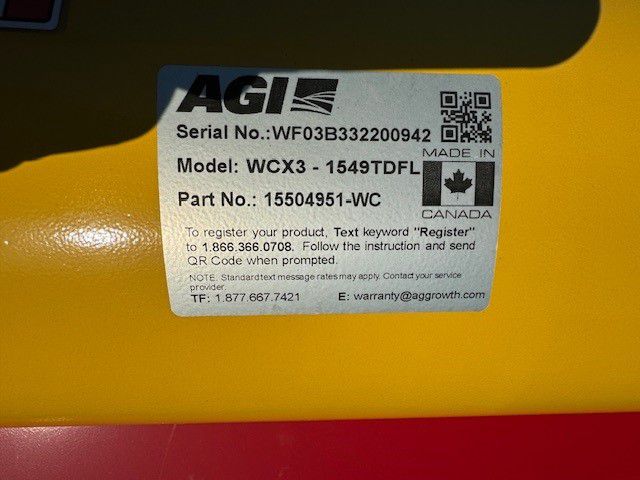 AGI
Serial No.:WF03B332200942
MADE IN
Model: WCX3 - 1549TDFL
Part No.: 15504951-WC
CANADA
To register your product, Text keyword "Register"
to 1.866.366.0708. Follow the instruction and send
QR Code when prompted.
NOTE: Standard text message rates may apply. Contact your service
provider.
TF: 1.877.667.7421 E: warranty@aggrowth.com